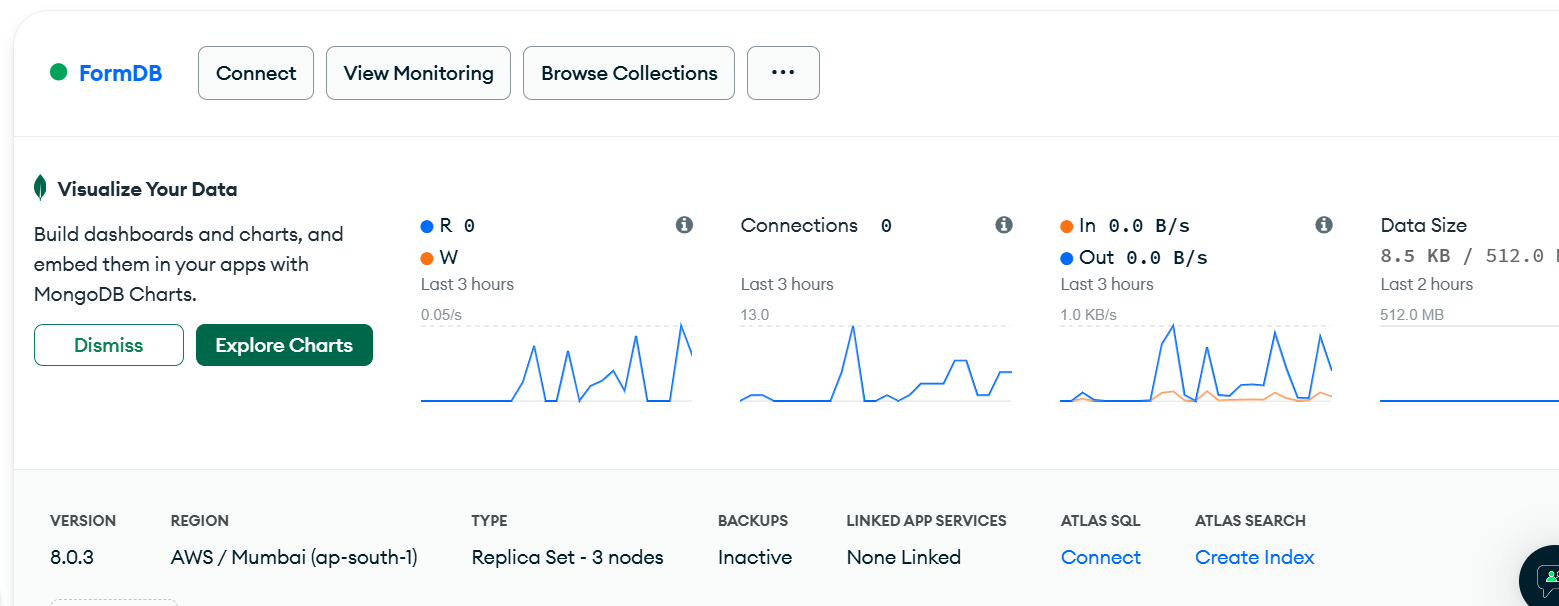 FormDB
Connect
View Monitoring
Browse Collections
...
Visualize Your Data
Build dashboards and charts, and
embed them in your apps with
MongoDB Charts.
Dismiss
Explore Charts
R 0
W
Last 3 hours
0.05/s
Connections 0
Last 3 hours
13.0
In 0.0 B/s
Out 0.0 B/s
Last 3 hours
1.0 KB/s
Data Size
8.5 KB / 512.0
Last 2 hours
512.0 MB
VERSION
8.0.3
REGION
AWS / Mumbai (ap-south-1)
TYPE
Replica Set - 3 nodes
BACKUPS
Inactive
LINKED APP SERVICES
None Linked
ATLAS SQL
Connect
ATLAS SEARCH
Create Index